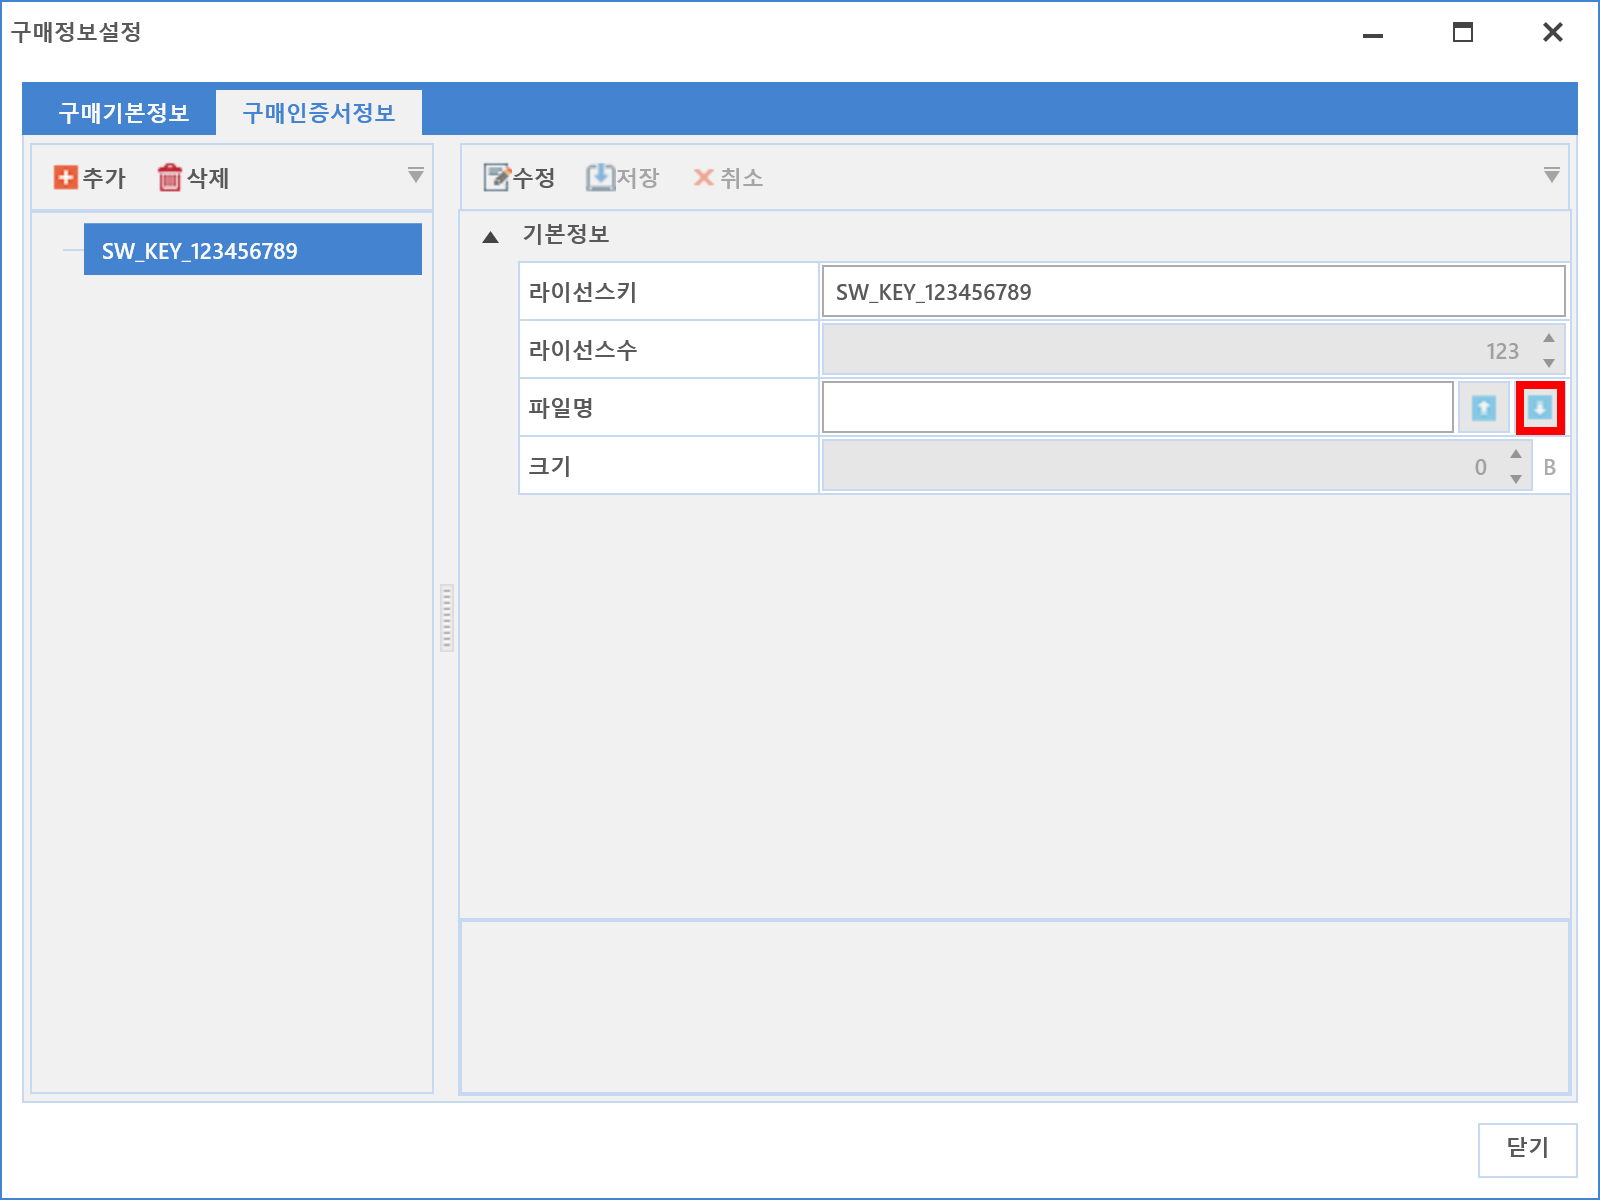 구매정보설정
구매기본정보 구매인증서정보
추가 삭제 수정 저장 취소
SW_KEY_123456789
기본정보
라이선스키 SW_KEY_123456789
라이선스수 123
파일명
크기 0 B
닫기